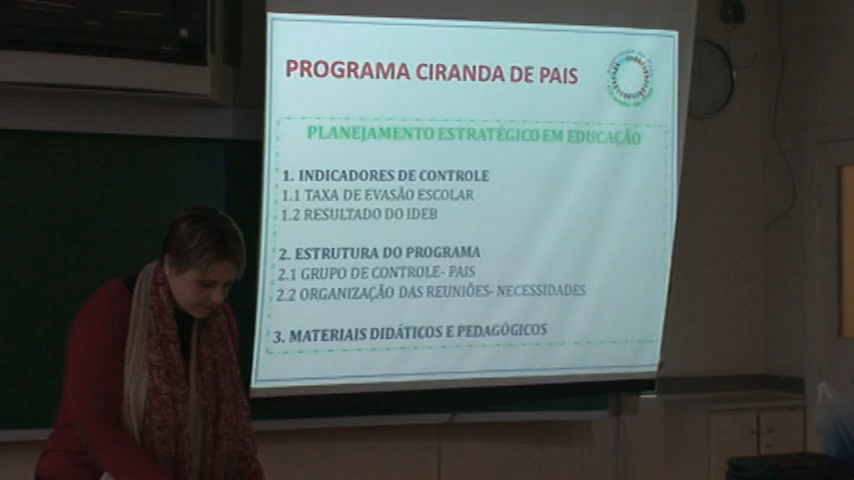 PROGRAMA CIRANDA DE PAIS
PLANEJAMENTO ESTRATÉGICO EM EDUCAÇÃO
1. INDICADORES DE CONTROLE
1.1 TAXA DE EVASÃO ESCOLAR
1.2 RESULTADO DO IDEB
2. ESTRUTURA DO PROGRAMA
2.1 GRUPO DE CONTROLE- PAIS
2.2 ORGANIZAÇÃO DAS REUNIÕES- NECESSIDADES
3. MATERIAIS DIDÁTICOS E PEDAGÓGICOS